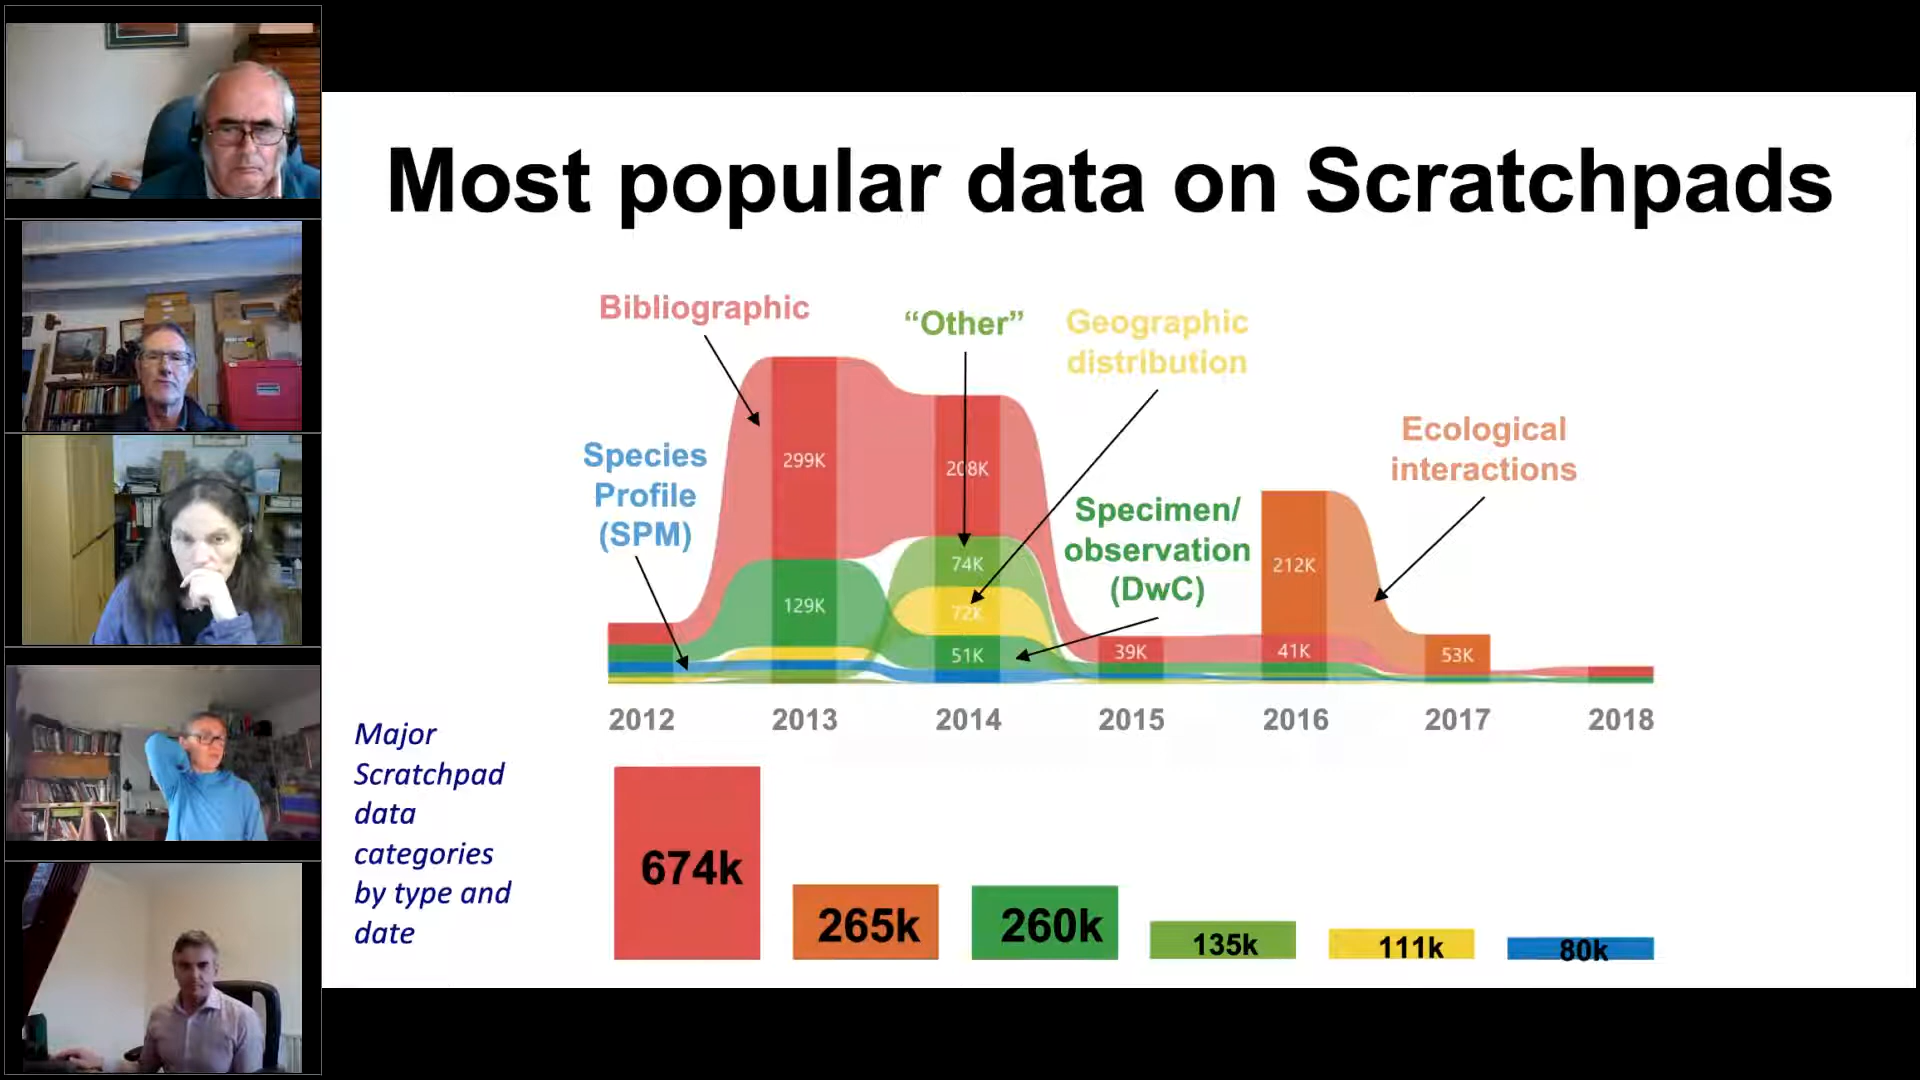 Most popular data on Scratchpads
Bibliographic
“Other”
Geographic
distribution
Species
Profile
(SPM)
Ecological
interactions
Specimen/
observation
(DwC)
299K
208K
129K
74K
72K
51K
39K
212K
41K
53K
2012 2013 2014 2015 2016 2017 2018
Major
Scratchpad
data
categories
by type and
date
674k
265k
260k
135k
111k
80k